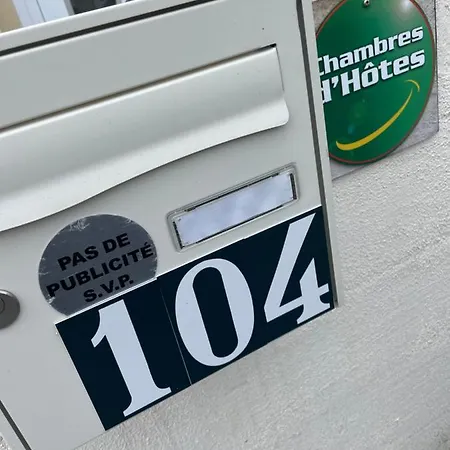 Chambres
d'Hôtes
PAS DE
PUBLICITÉ
S.V.P.
104